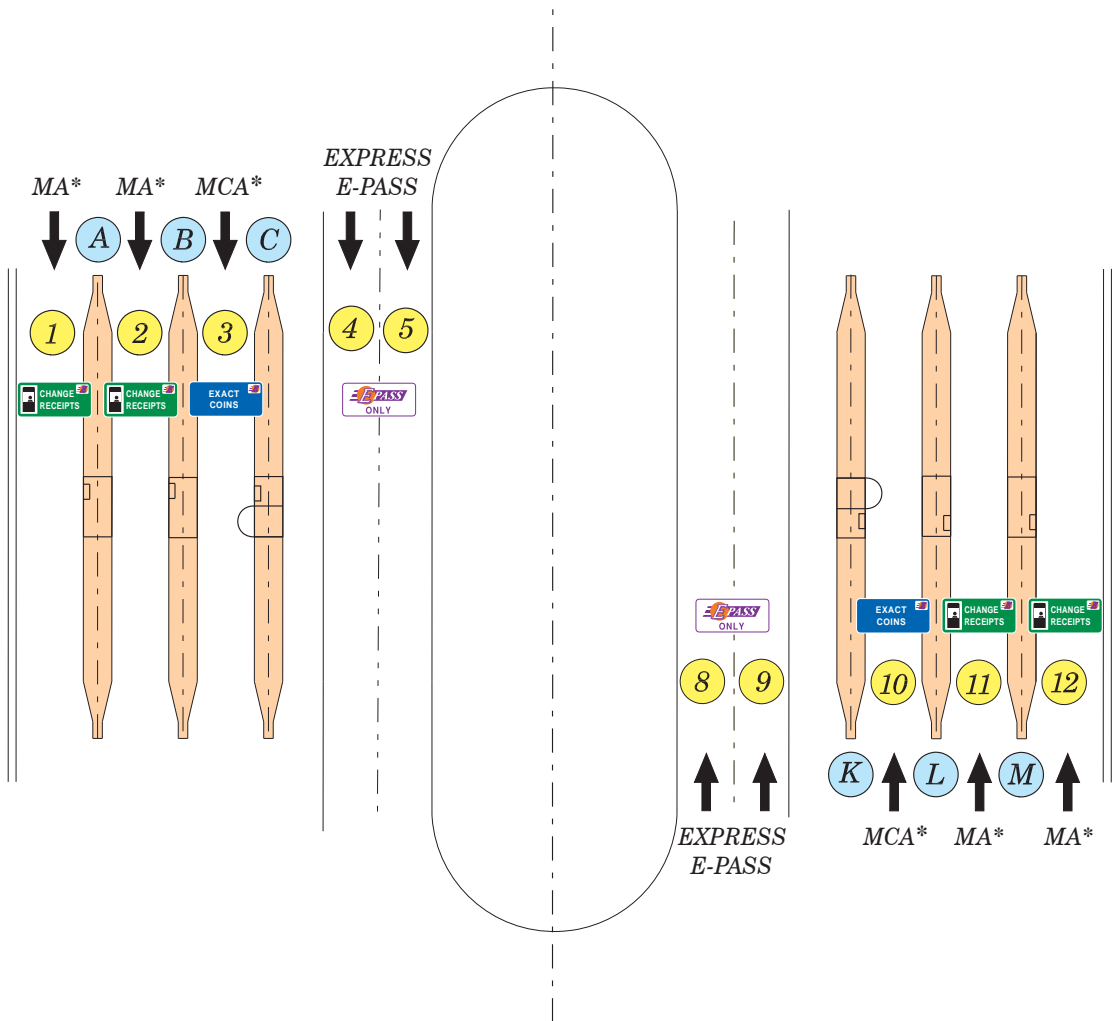 EXPRESS
E-PASS
MA*
MA*
MCA*
A
B
C
1
2
3
4
5
CHANGE
RECEIPTS
CHANGE
RECEIPTS
EXACT
COINS
E-PASS
ONLY
E-PASS
ONLY
EXACT
COINS
CHANGE
RECEIPTS
CHANGE
RECEIPTS
8
9
10
11
12
K
L
M
EXPRESS
E-PASS
MCA*
MA*
MA*